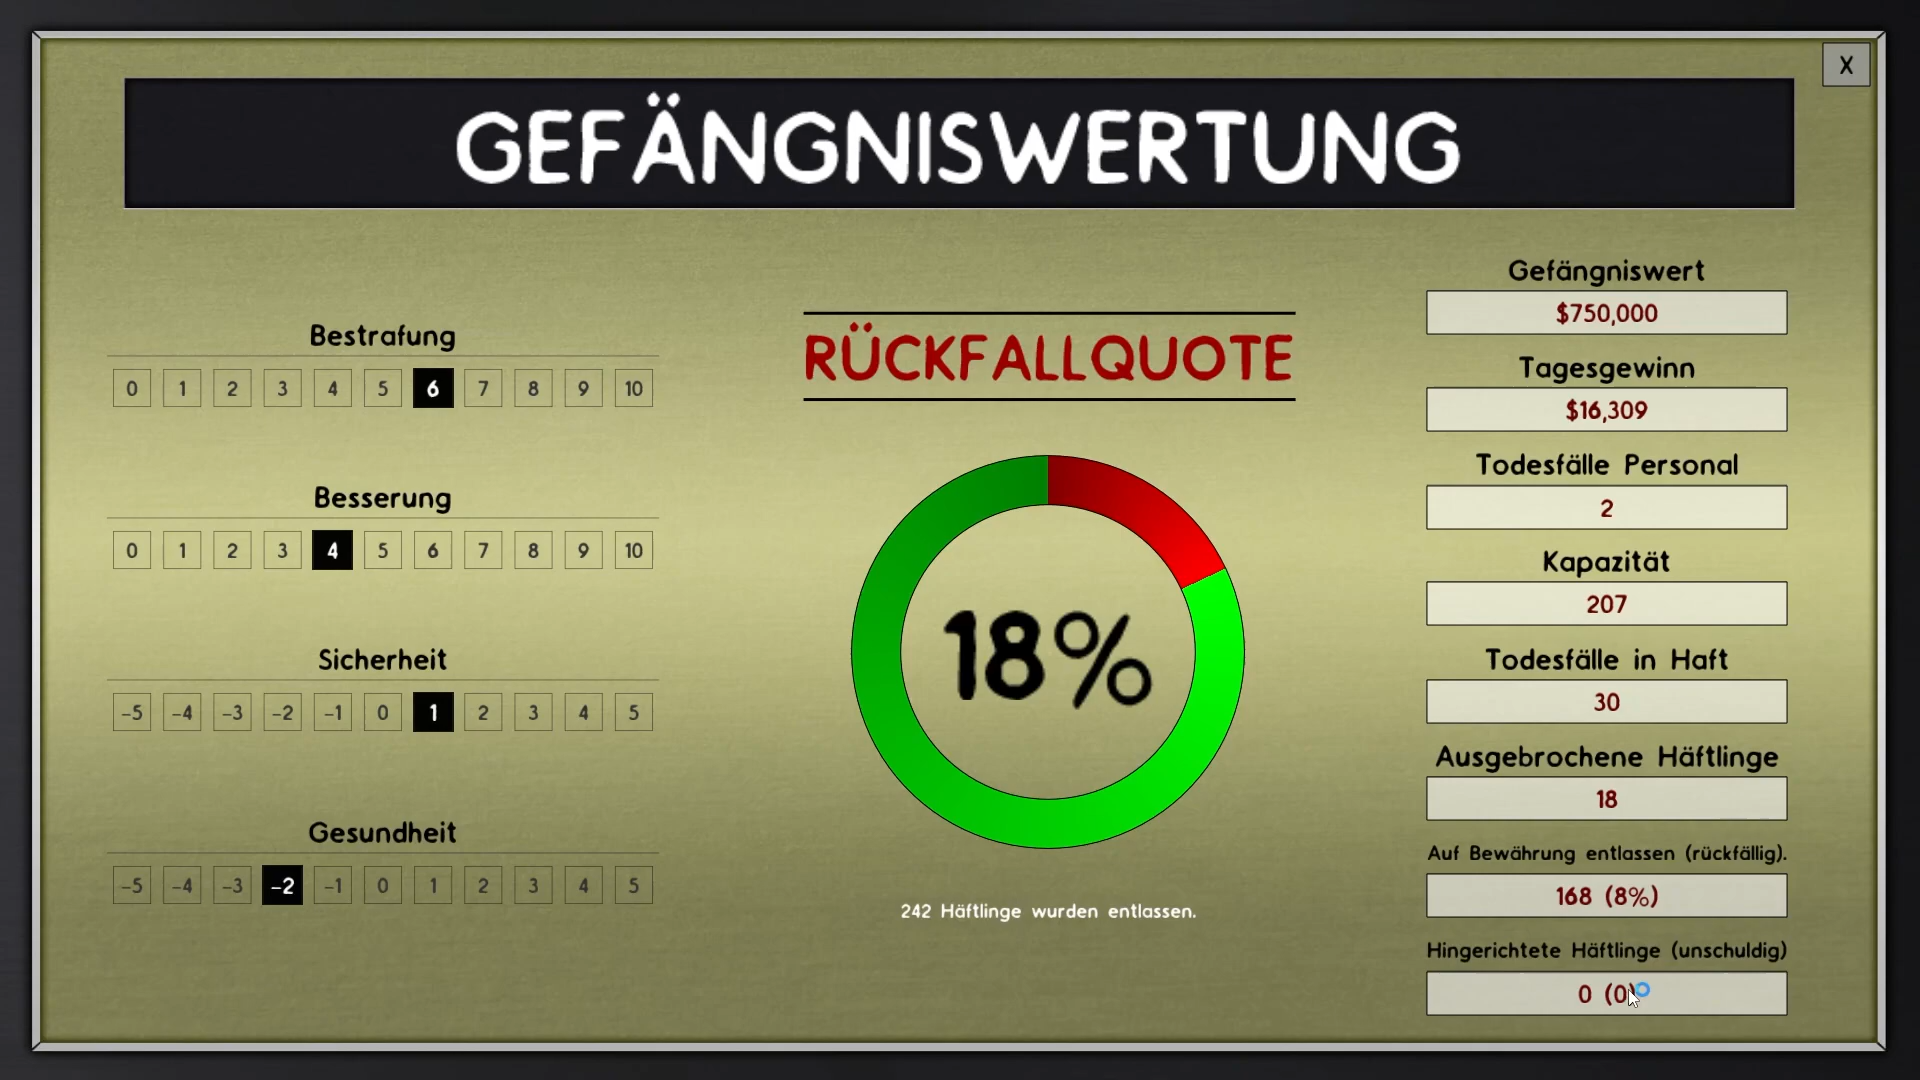 X
GEFÄNGNISWERTUNG
Bestrafung
0 1 2 3 4 5 6 7 8 9 10
Besserung
0 1 2 3 4 5 6 7 8 9 10
Sicherheit
-5 -4 -3 -2 -1 0 1 2 3 4 5
Gesundheit
-5 -4 -3 -2 -1 0 1 2 3 4 5
RÜCKFALLQUOTE
18%
242 Häftlinge wurden entlassen.
Gefängniswert
$750,000
Tagesgewinn
$16,309
Todesfälle Personal
2
Kapazität
207
Todesfälle in Haft
30
Ausgebrochene Häftlinge
18
Auf Bewährung entlassen (rückfällig).
168 (8%)
Hingerichtete Häftlinge (unschuldig)
0 (0)